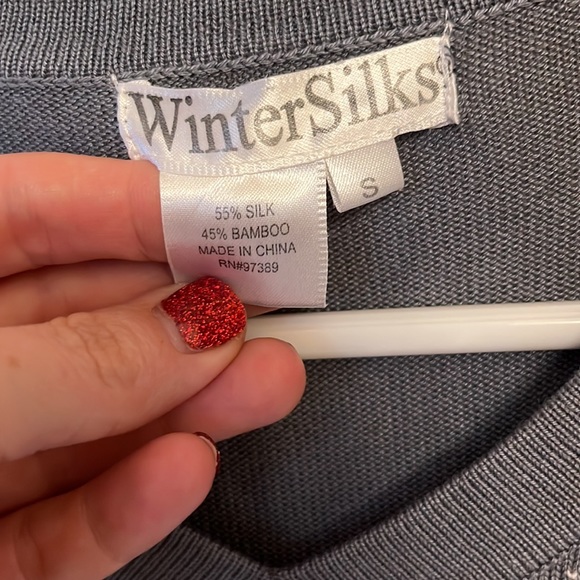 WinterSilks®
S
55% SILK
45% BAMBOO
MADE IN CHINA
RN#97389